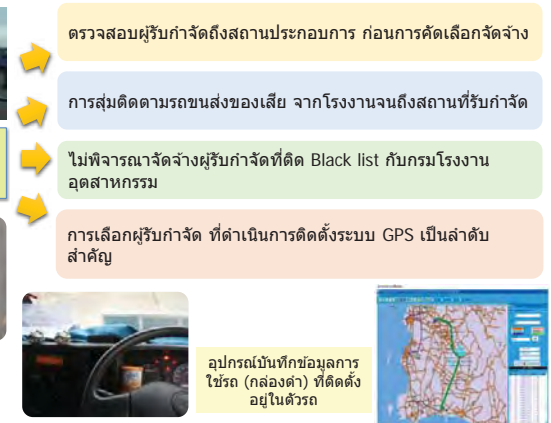 ตรวจสอบผู้รับกำจัดถึงสถานประกอบการ ก่อนการคัดเลือกจัดจ้าง
การสุ่มติดตามรถขนส่งของเสีย จากโรงงานจนถึงสถานที่รับกำจัด
ไม่พิจารณาจัดจ้างผู้รับกำจัดที่ติด Black list กับกรมโรงงาน
อุตสาหกรรม
การเลือกผู้รับกำจัด ที่ดำเนินการติดตั้งระบบ GPS เป็นลำดับ
สำคัญ
อุปกรณ์บันทึกข้อมูลการ
ใช้รถ (กล่องดำ) ที่ติดตั้ง
อยู่ในตัวรถ